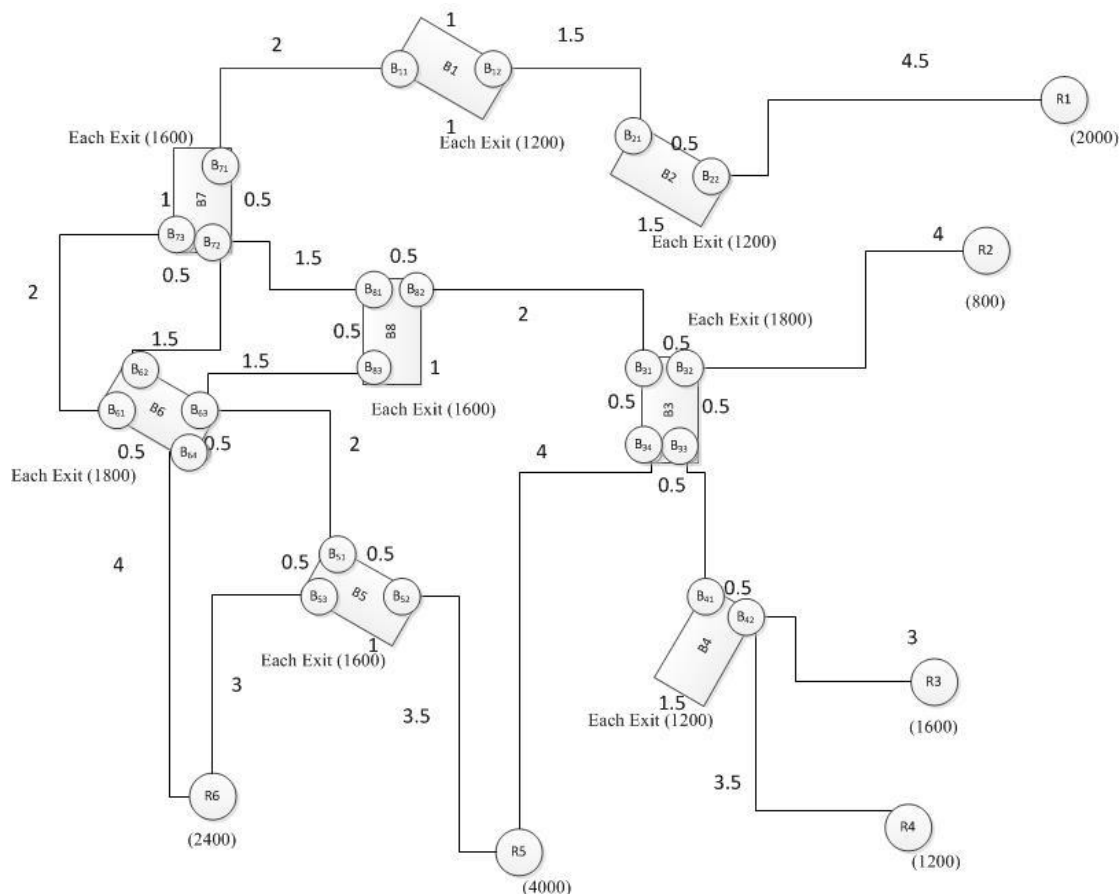 1
2
1.5
4.5
B11
B1
B12
R1
(2000)
1
Each Exit (1200)
Each Exit (1600)
B21
0.5
B2
B22
1.5
Each Exit (1200)
B71
1
B7
0.5
B73
B72
0.5
4
R2
(800)
2
1.5
0.5
B81
B82
0.5
B8
B83
1
Each Exit (1600)
2
Each Exit (1800)
0.5
B31
B32
0.5
B3
0.5
B34
B33
0.5
1.5
1.5
B62
B61
B6
B63
0.5
B64
0.5
Each Exit (1800)
2
4
4
B51
0.5
0.5
B53
B5
B52
1
Each Exit (1600)
3
3.5
B41
0.5
B42
B4
1.5
Each Exit (1200)
3
R3
(1600)
3.5
R4
(1200)
R6
(2400)
R5
(4000)